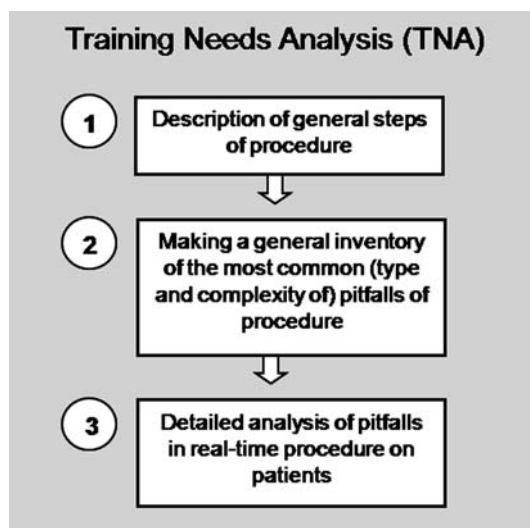 Training Needs Analysis (TNA)
1
Description of general steps
of procedure
2
Making a general inventory
of the most common (type
and complexity of) pitfalls of
procedure
3
Detailed analysis of pitfalls
in real-time procedure on
patients